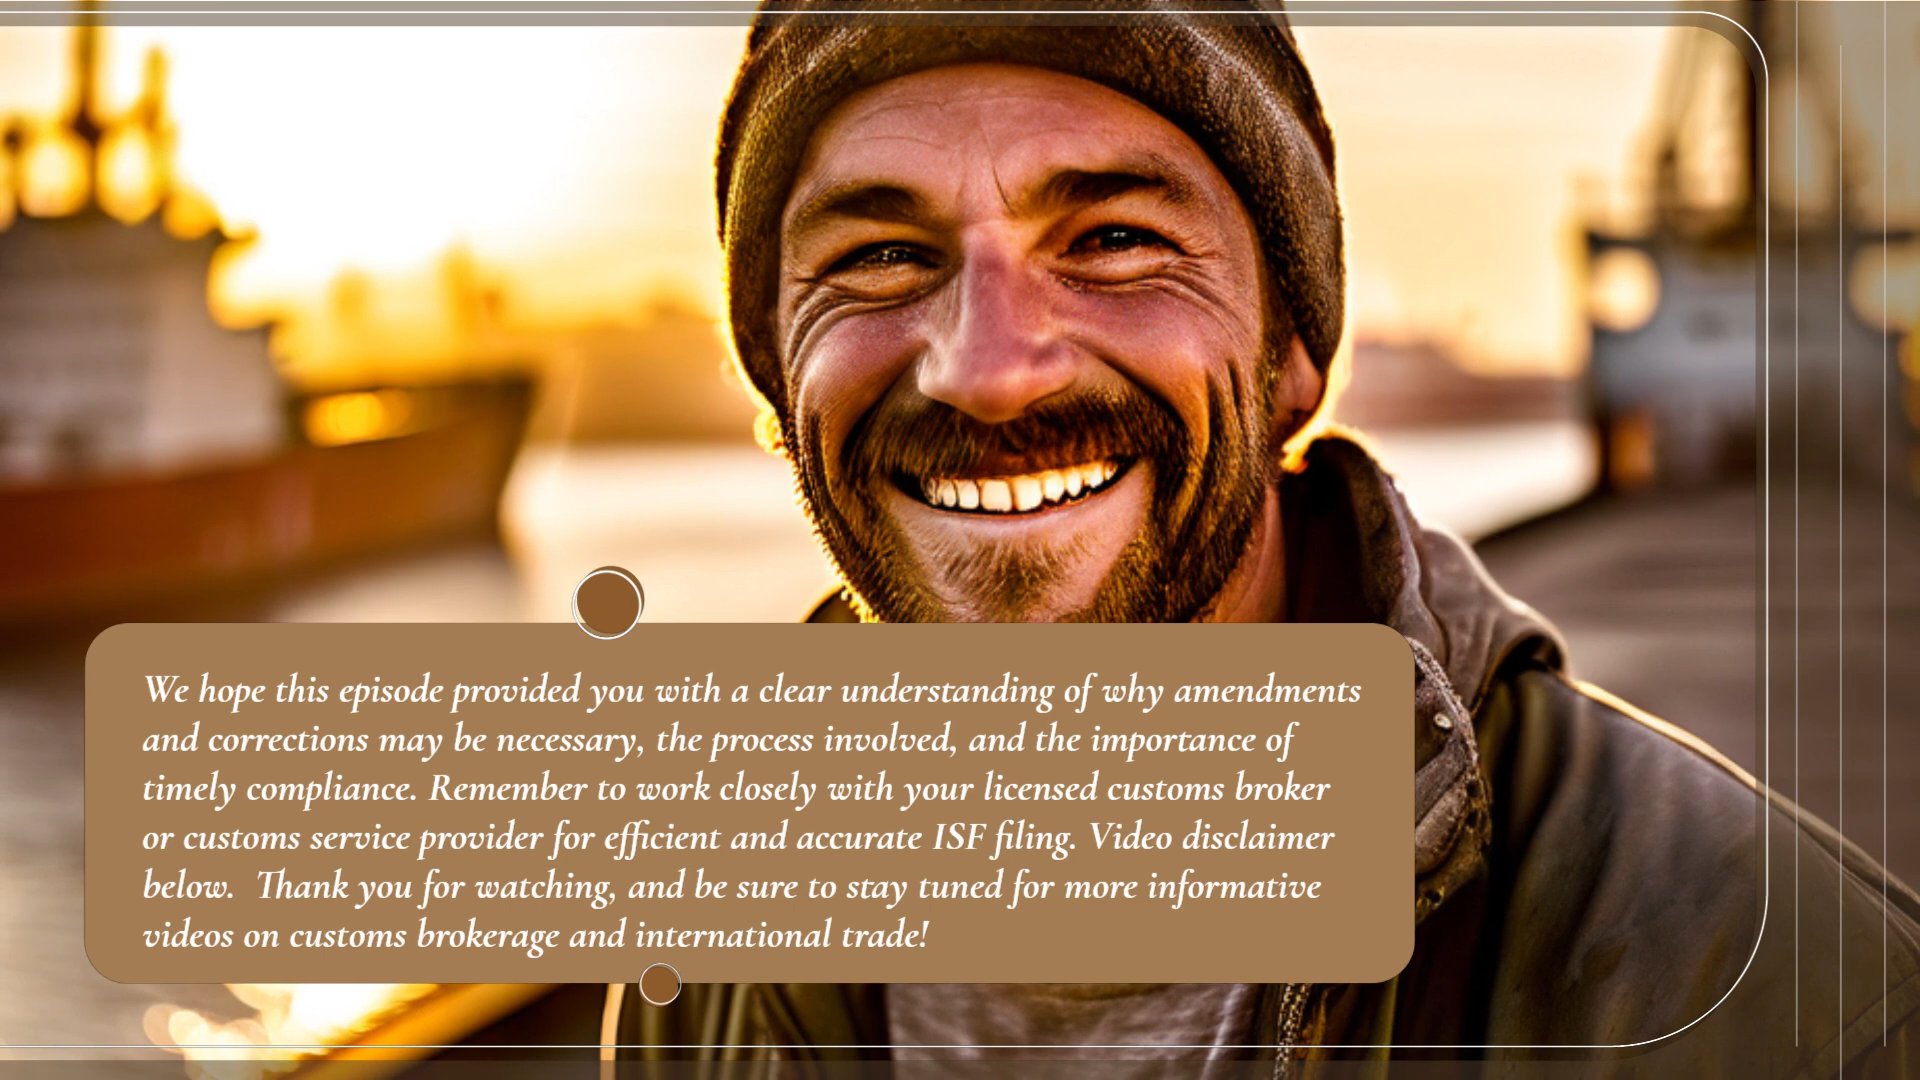 We hope this episode provided you with a clear understanding of why amendments
and corrections may be necessary, the process involved, and the importance of
timely compliance. Remember to work closely with your licensed customs broker
or customs service provider for efficient and accurate ISF filing. Video disclaimer
below.  Thank you for watching, and be sure to stay tuned for more informative
videos on customs brokerage and international trade!